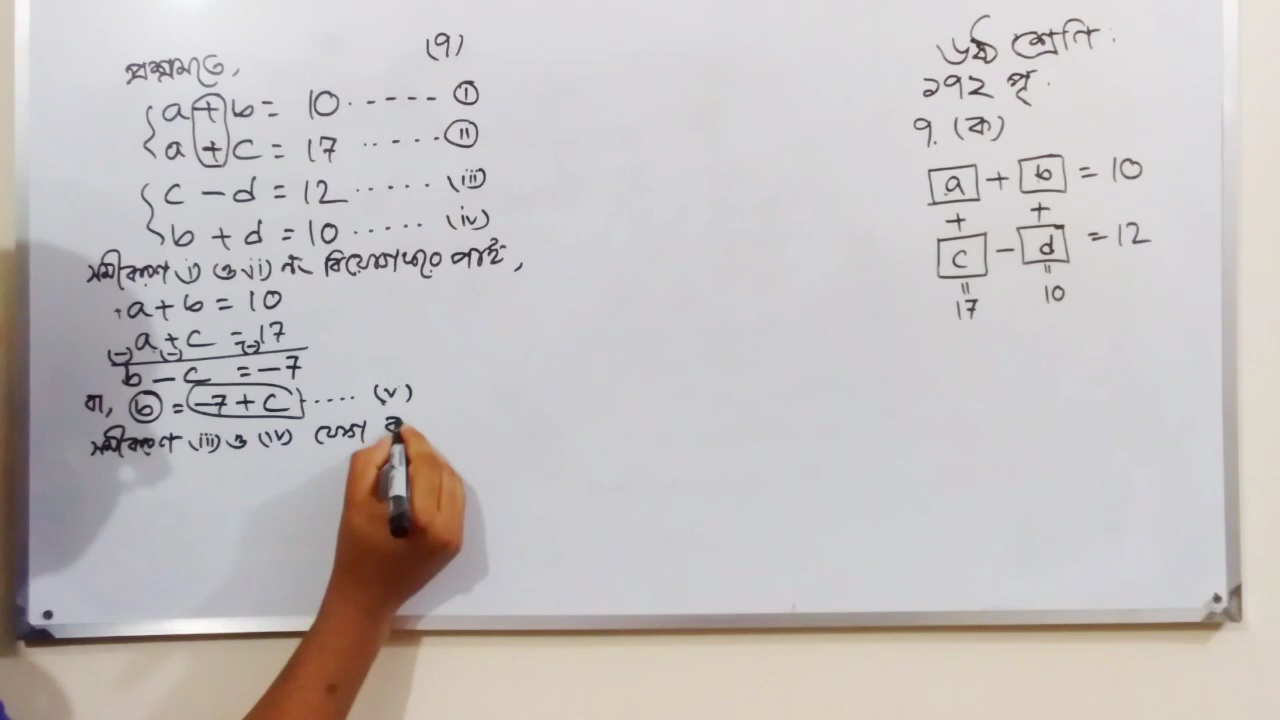 (৭)
প্রশ্নমতে,
a + b = 10 ------ (i)
a + c = 17 ------ (ii)
c - d = 12 ...... (iii)
b + d = 10 ..... (iv)
সমীকরণ (i) ও (ii) নং বিয়োগ করে পাই,
a + b = 10
a + c = 17
(-) (-) (-)
b - c = -7
বা, b = -7 + c ..... (v)
সমীকরণ (iii) ও (iv) যোগ ক
৬ষ্ঠ শ্রেণি.
১৭২ পৃ.
৭. (ক)
a + b = 10
+ +
c - d = 12
= =
17 10